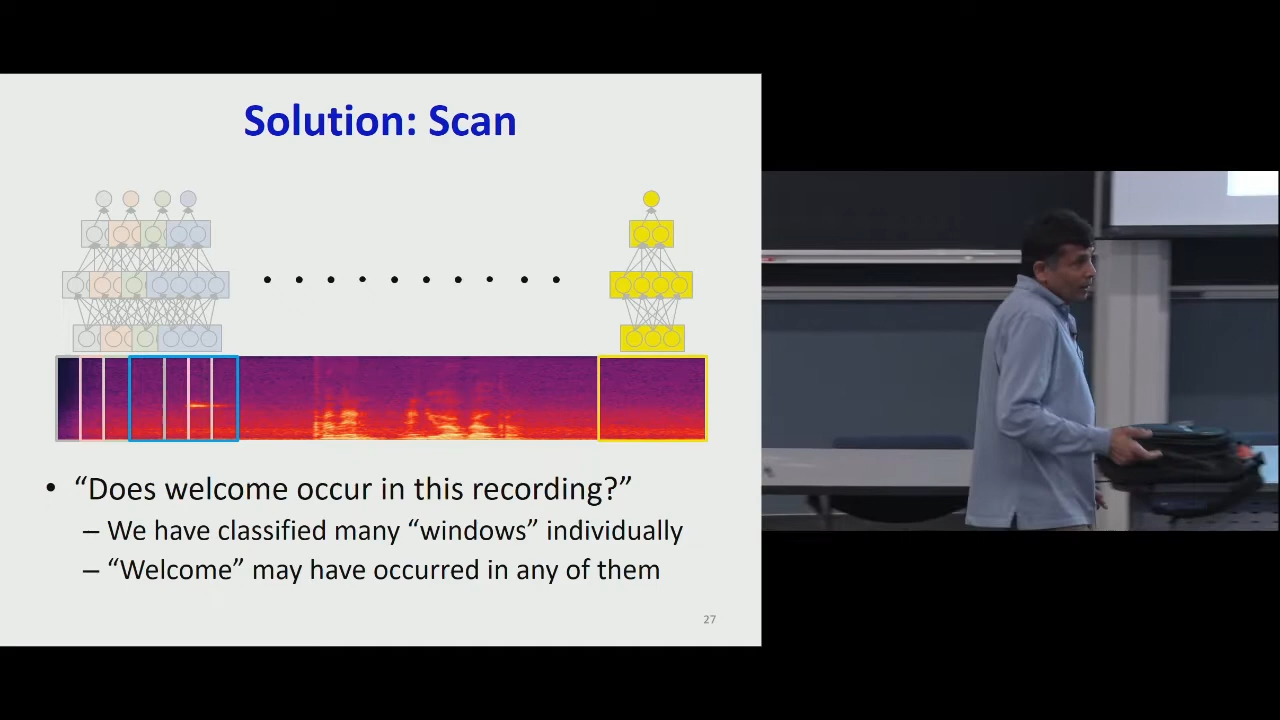 Solution: Scan
• “Does welcome occur in this recording?”
– We have classified many “windows” individually
– “Welcome” may have occurred in any of them
27